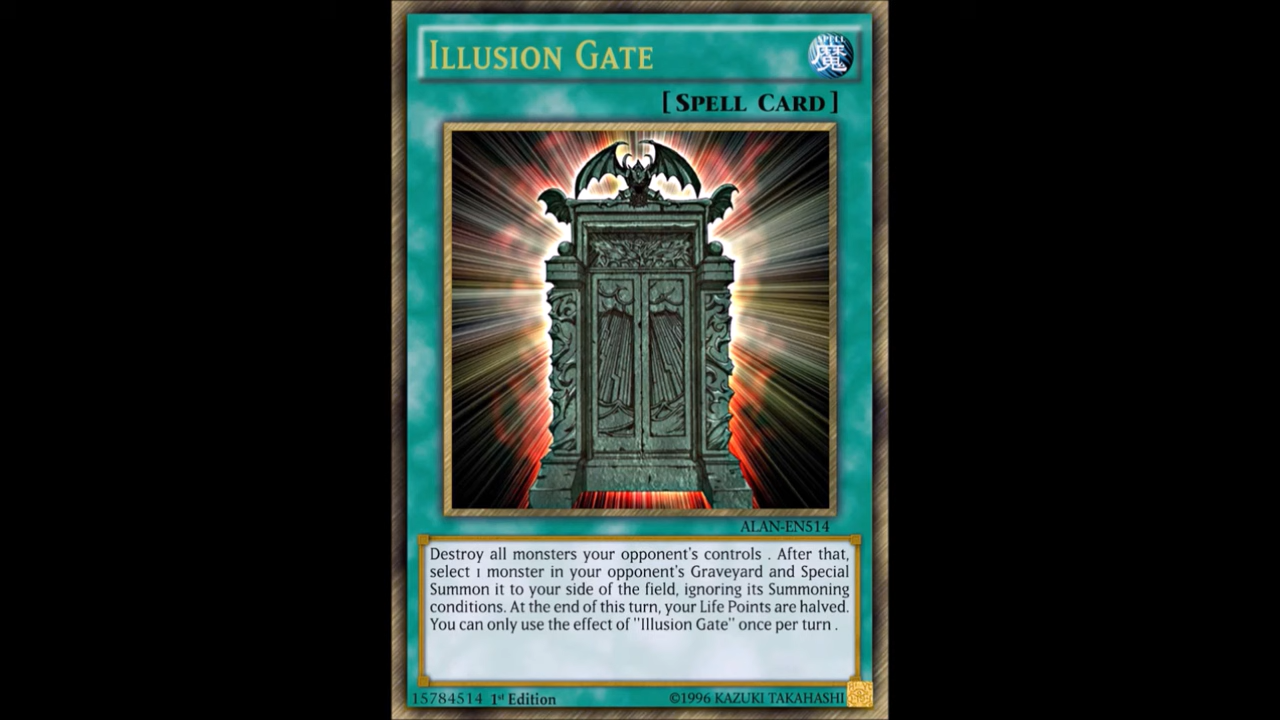 Illusion Gate
SPELL
魔
[ Spell Card ]
ALAN-EN514
Destroy all monsters your opponent's controls . After that,
select 1 monster in your opponent's Graveyard and Special
Summon it to your side of the field, ignoring its Summoning
conditions. At the end of this turn, your Life Points are halved.
You can only use the effect of "Illusion Gate" once per turn .
15784514 1st Edition
©1996 KAZUKI TAKAHASHI